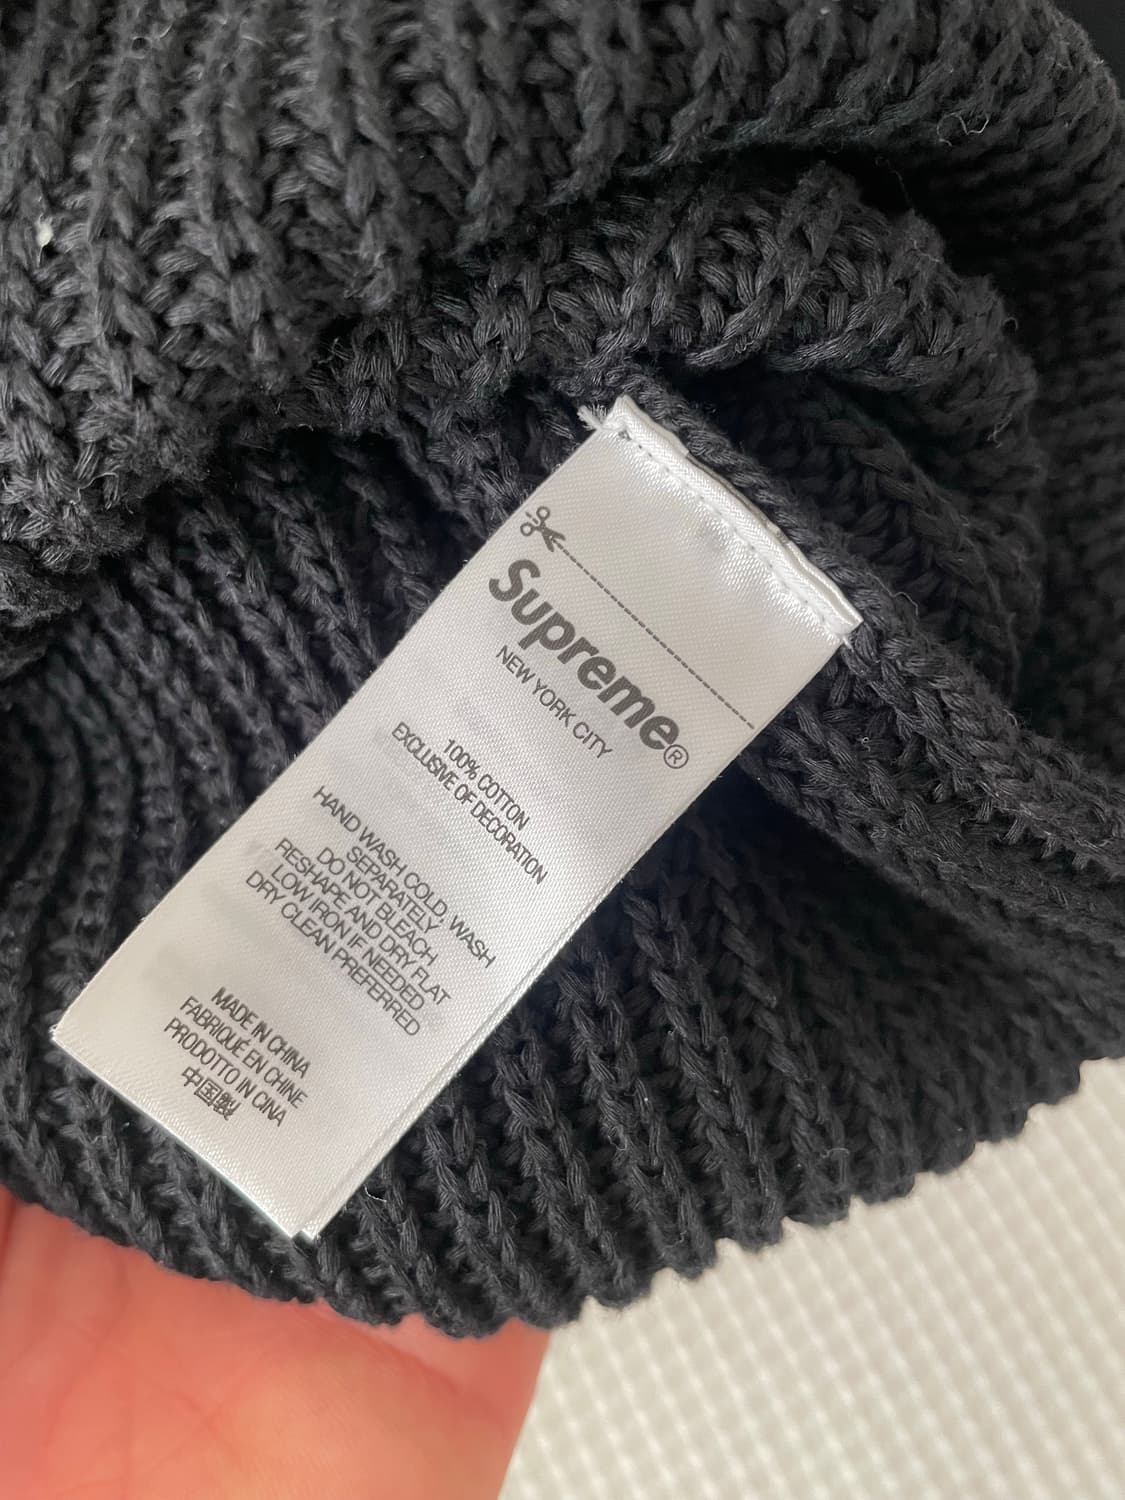 Supreme®
NEW YORK CITY
100% COTTON
EXCLUSIVE OF DECORATION
HAND WASH COLD, WASH
SEPARATELY,
DO NOT BLEACH
RESHAPE AND DRY FLAT
LOW IRON IF NEEDED
DRY CLEAN PREFERRED
MADE IN CHINA
FABRIQUÉ EN CHINE
PRODOTTO IN CINA
中国製